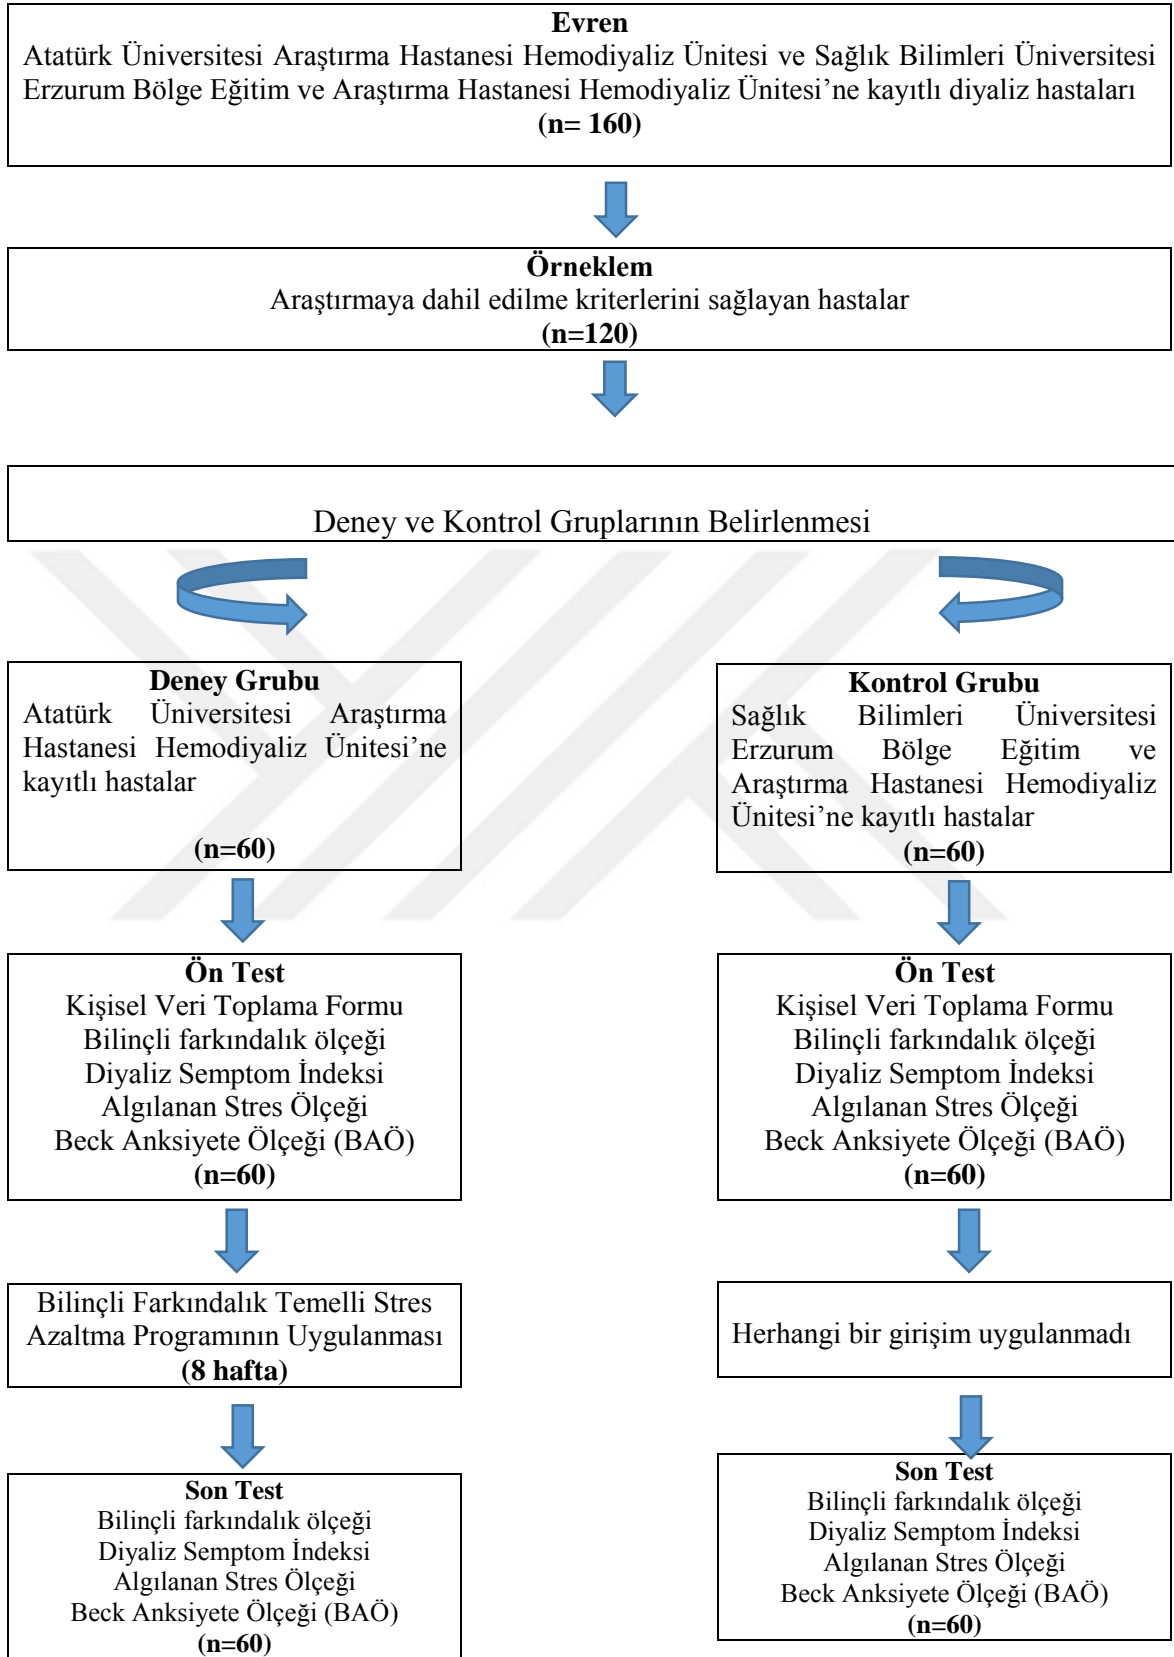 Evren
Atatürk Üniversitesi Araştırma Hastanesi Hemodiyaliz Ünitesi ve Sağlık Bilimleri Üniversitesi
Erzurum Bölge Eğitim ve Araştırma Hastanesi Hemodiyaliz Ünitesi’ne kayıtlı diyaliz hastaları
(n= 160)
Örneklem
Araştırmaya dahil edilme kriterlerini sağlayan hastalar
(n=120)
Deney ve Kontrol Gruplarının Belirlenmesi
Deney Grubu
Atatürk Üniversitesi Araştırma
Hastanesi Hemodiyaliz Ünitesi’ne
kayıtlı hastalar
(n=60)
Kontrol Grubu
Sağlık Bilimleri Üniversitesi
Erzurum Bölge Eğitim ve
Araştırma Hastanesi Hemodiyaliz
Ünitesi’ne kayıtlı hastalar
(n=60)
Ön Test
Kişisel Veri Toplama Formu
Bilinçli farkındalık ölçeği
Diyaliz Semptom İndeksi
Algılanan Stres Ölçeği
Beck Anksiyete Ölçeği (BAÖ)
(n=60)
Ön Test
Kişisel Veri Toplama Formu
Bilinçli farkındalık ölçeği
Diyaliz Semptom İndeksi
Algılanan Stres Ölçeği
Beck Anksiyete Ölçeği (BAÖ)
(n=60)
Bilinçli Farkındalık Temelli Stres
Azaltma Programının Uygulanması
(8 hafta)
Herhangi bir girişim uygulanmadı
Son Test
Bilinçli farkındalık ölçeği
Diyaliz Semptom İndeksi
Algılanan Stres Ölçeği
Beck Anksiyete Ölçeği (BAÖ)
(n=60)
Son Test
Bilinçli farkındalık ölçeği
Diyaliz Semptom İndeksi
Algılanan Stres Ölçeği
Beck Anksiyete Ölçeği (BAÖ)
(n=60)